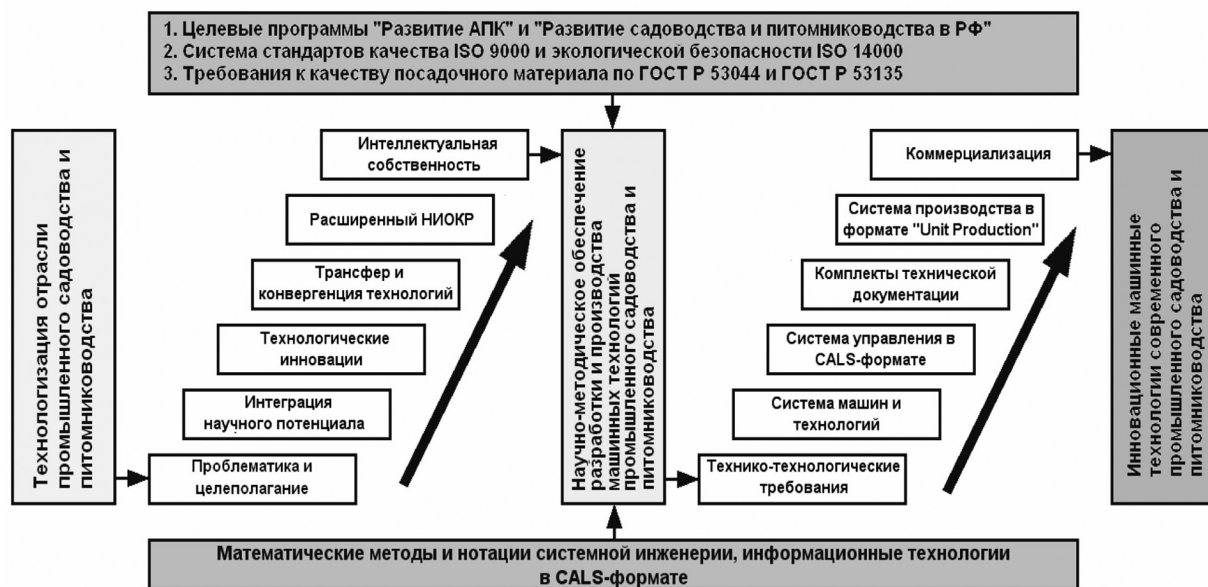 1. Целевые программы "Развитие АПК" и "Развитие садоводства и питомниководства в РФ"
2. Система стандартов качества ISO 9000 и экологической безопасности ISO 14000
3. Требования к качеству посадочного материала по ГОСТ Р 53044 и ГОСТ Р 53135
Технологизация отрасли
промышленного садоводства и
питомниководства
Интеллектуальная
собственность
Расширенный НИОКР
Трансфер и
конвергенция технологий
Технологические
инновации
Интеграция
научного потенциала
Проблематика и
целеполагание
Научно-методическое обеспечение
разработки и производства
машинных технологий
промышленного садоводства и
питомниководства
Коммерциализация
Система производства в
формате "Unit Production"
Комплекты технической
документации
Система управления в
CALS-формате
Система машин и
технологий
Технико-технологические
требования
Инновационные машинные
технологии современного
промышленного садоводства и
питомниководства
Математические методы и нотации системной инженерии, информационные технологии
в CALS-формате